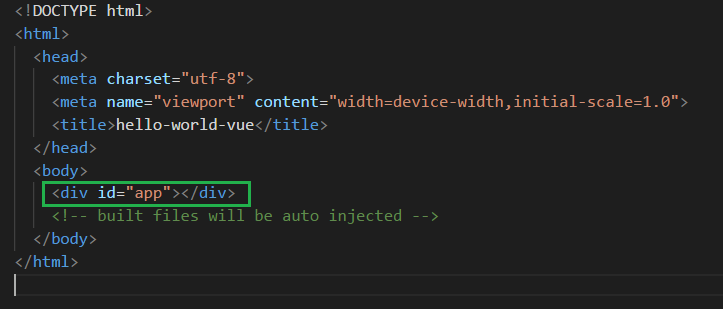 <!DOCTYPE html>
<html>
<head>
<meta charset="utf-8">
<meta name="viewport" content="width=device-width,initial-scale=1.0">
<title>hello-world-vue</title>
</head>
<body>
<div id="app"></div>
<!-- built files will be auto injected -->
</body>
</html>